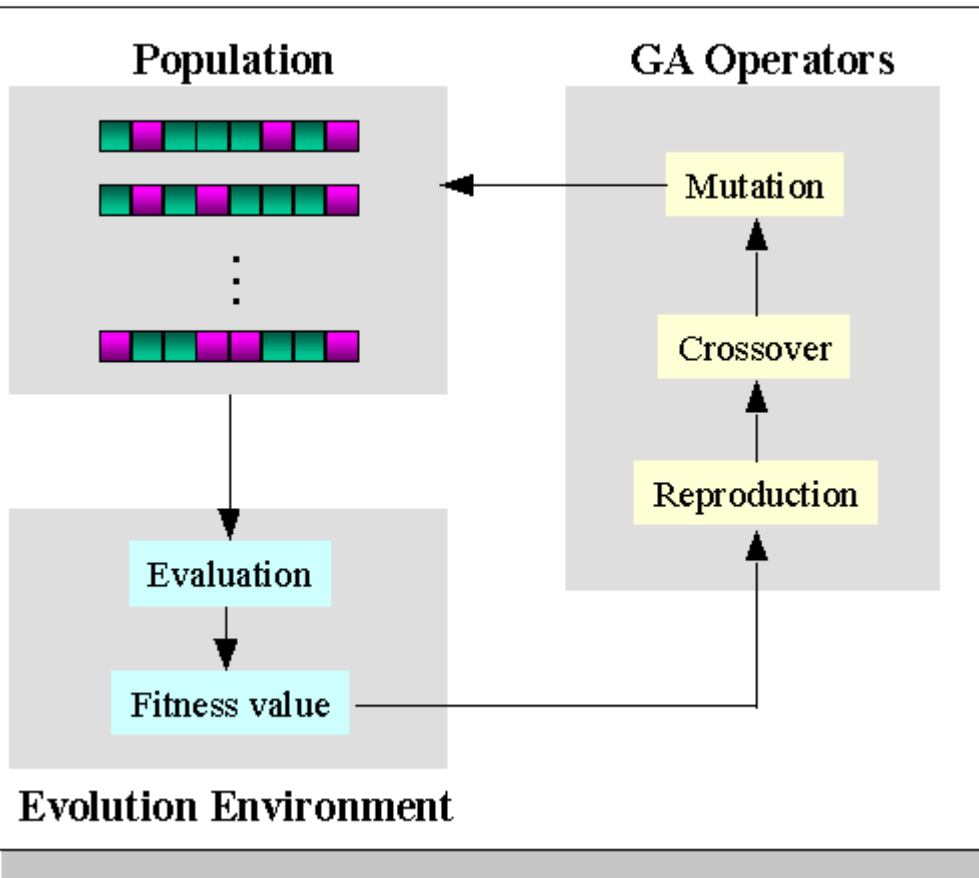 Population
GA Operators
Mutation
Crossover
Reproduction
Evaluation
Fitness value
Evolution Environment